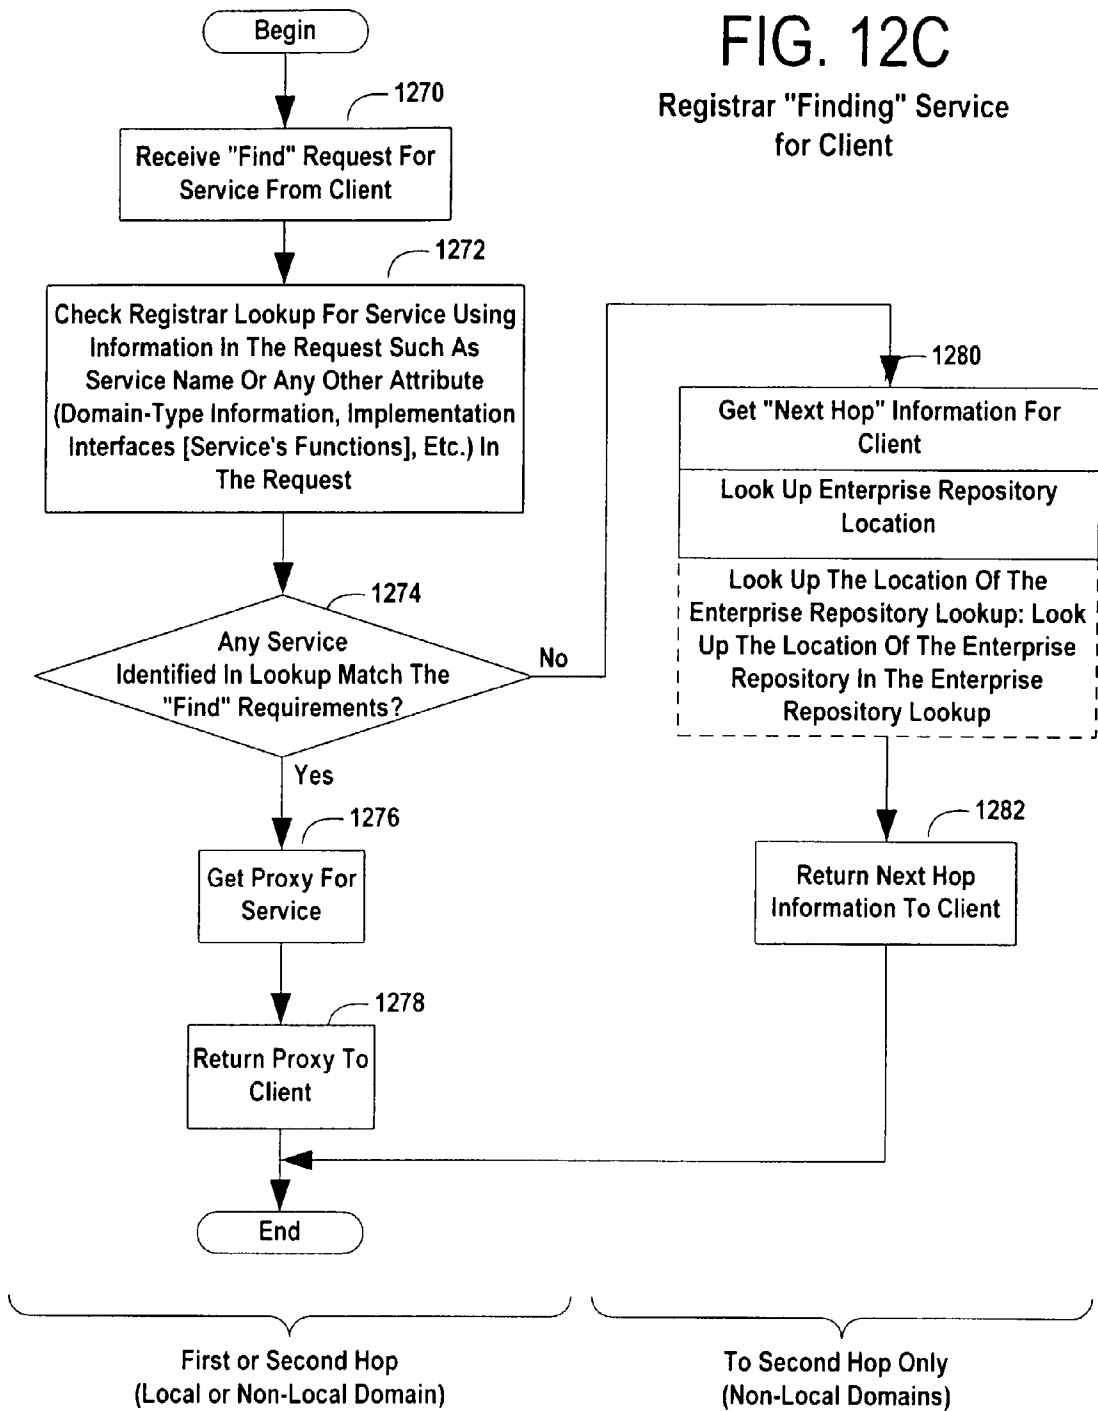 Begin
FIG. 12C
Registrar "Finding" Service
for Client
1270
Receive "Find" Request For
Service From Client
1272
Check Registrar Lookup For Service Using
Information In The Request Such As
Service Name Or Any Other Attribute
(Domain-Type Information, Implementation
Interfaces [Service's Functions], Etc.) In
The Request
1274
Any Service
Identified In Lookup Match The
"Find" Requirements?
No
Yes
1276
Get Proxy For
Service
1278
Return Proxy To
Client
End
1280
Get "Next Hop" Information For
Client
Look Up Enterprise Repository
Location
Look Up The Location Of The
Enterprise Repository Lookup: Look
Up The Location Of The Enterprise
Repository In The Enterprise
Repository Lookup
1282
Return Next Hop
Information To Client
First or Second Hop
(Local or Non-Local Domain)
To Second Hop Only
(Non-Local Domains)